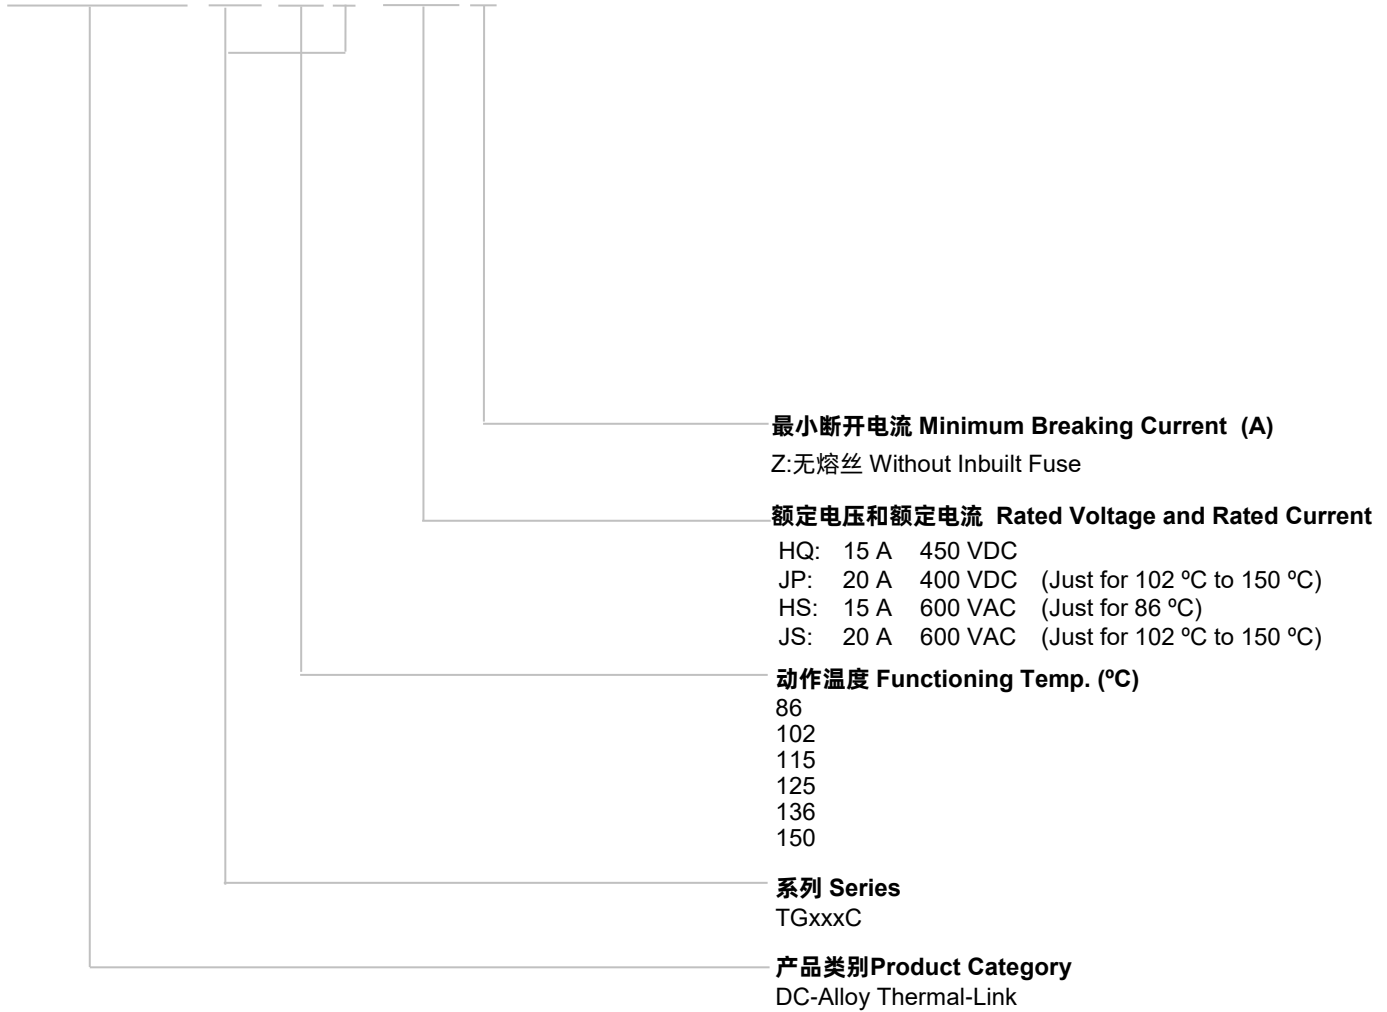 最小断开电流 Minimum Breaking Current (A)
Z:无熔丝 Without Inbuilt Fuse
额定电压和额定电流 Rated Voltage and Rated Current
HQ: 15 A 450 VDC
JP: 20 A 400 VDC (Just for 102 ºC to 150 ºC)
HS: 15 A 600 VAC (Just for 86 ºC)
JS: 20 A 600 VAC (Just for 102 ºC to 150 ºC)
动作温度 Functioning Temp. (ºC)
86
102
115
125
136
150
系列 Series
TGxxxC
产品类别Product Category
DC-Alloy Thermal-Link